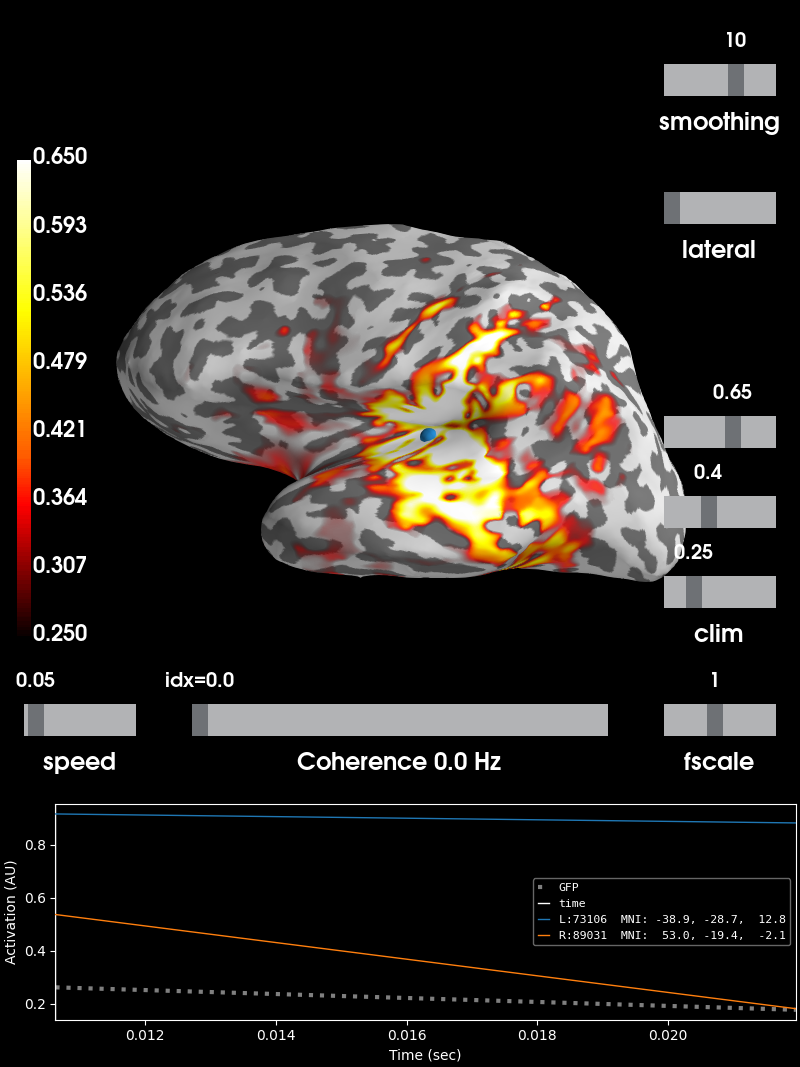 10
smoothing
lateral
0.650
0.593
0.536
0.479
0.421
0.364
0.307
0.250
0.65
0.4
0.25
clim
0.05
speed
idx=0.0
Coherence 0.0 Hz
1
fscale
Activation (AU)
0.8
0.6
0.4
0.2
GFP
time
L:73106 MNI: -38.9, -28.7, 12.8
R:89031 MNI: 53.0, -19.4, -2.1
0.012 0.014 0.016 0.018 0.020
Time (sec)